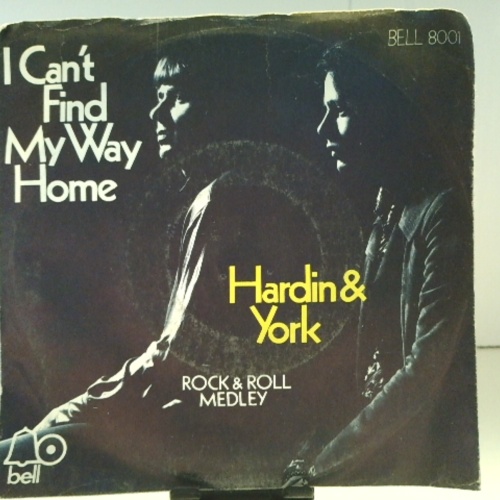 BELL 8001
I Can't
Find
My Way
Home
Hardin &
York
ROCK & ROLL
MEDLEY
bell